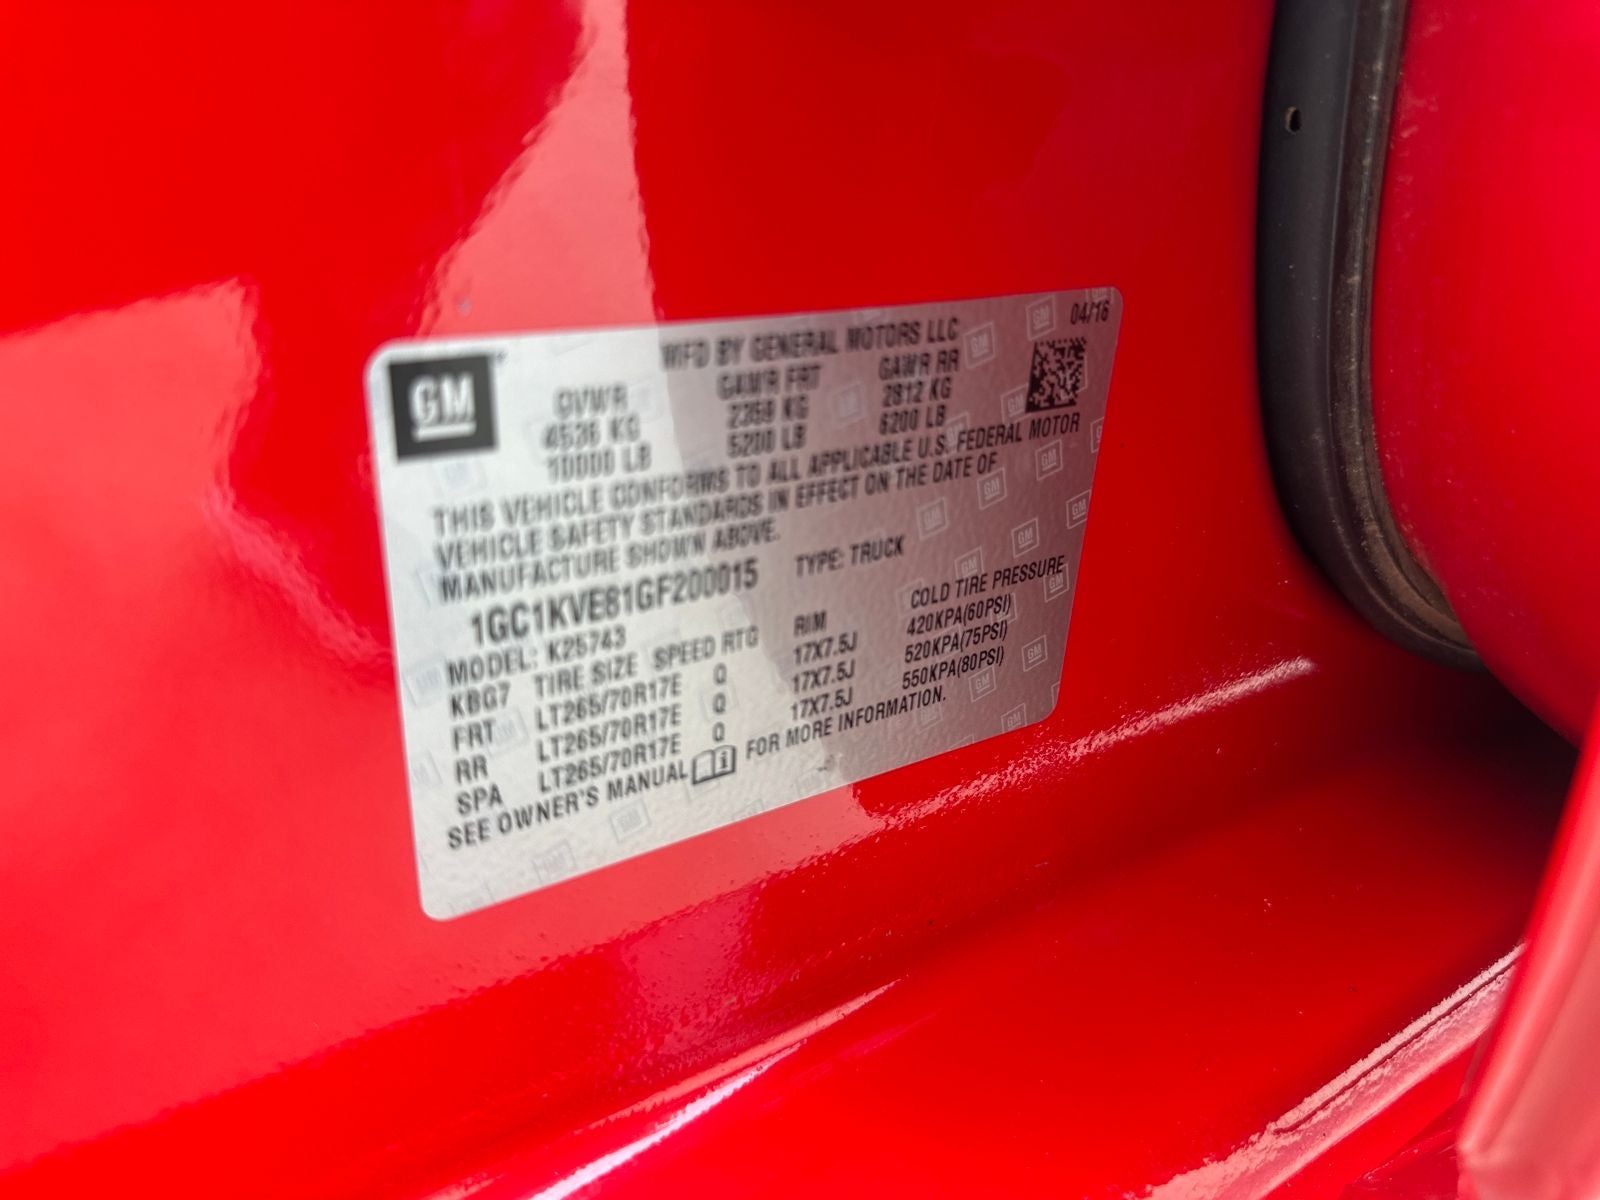 GM
MFD BY GENERAL MOTORS LLC 04/16
GVWR GAWR FRT GAWR RR
4536 KG 2359 KG 2812 KG
10000 LB 5200 LB 6200 LB
THIS VEHICLE CONFORMS TO ALL APPLICABLE U.S. FEDERAL MOTOR
VEHICLE SAFETY STANDARDS IN EFFECT ON THE DATE OF
MANUFACTURE SHOWN ABOVE.
1GC1KVE81GF200015 TYPE: TRUCK
MODEL: K25743
KBG7 TIRE SIZE SPEED RTG RIM COLD TIRE PRESSURE
FRT LT265/70R17E Q 17X7.5J 420KPA(60PSI)
RR LT265/70R17E Q 17X7.5J 520KPA(75PSI)
SPA LT265/70R17E Q 17X7.5J 550KPA(80PSI)
SEE OWNER'S MANUAL FOR MORE INFORMATION.